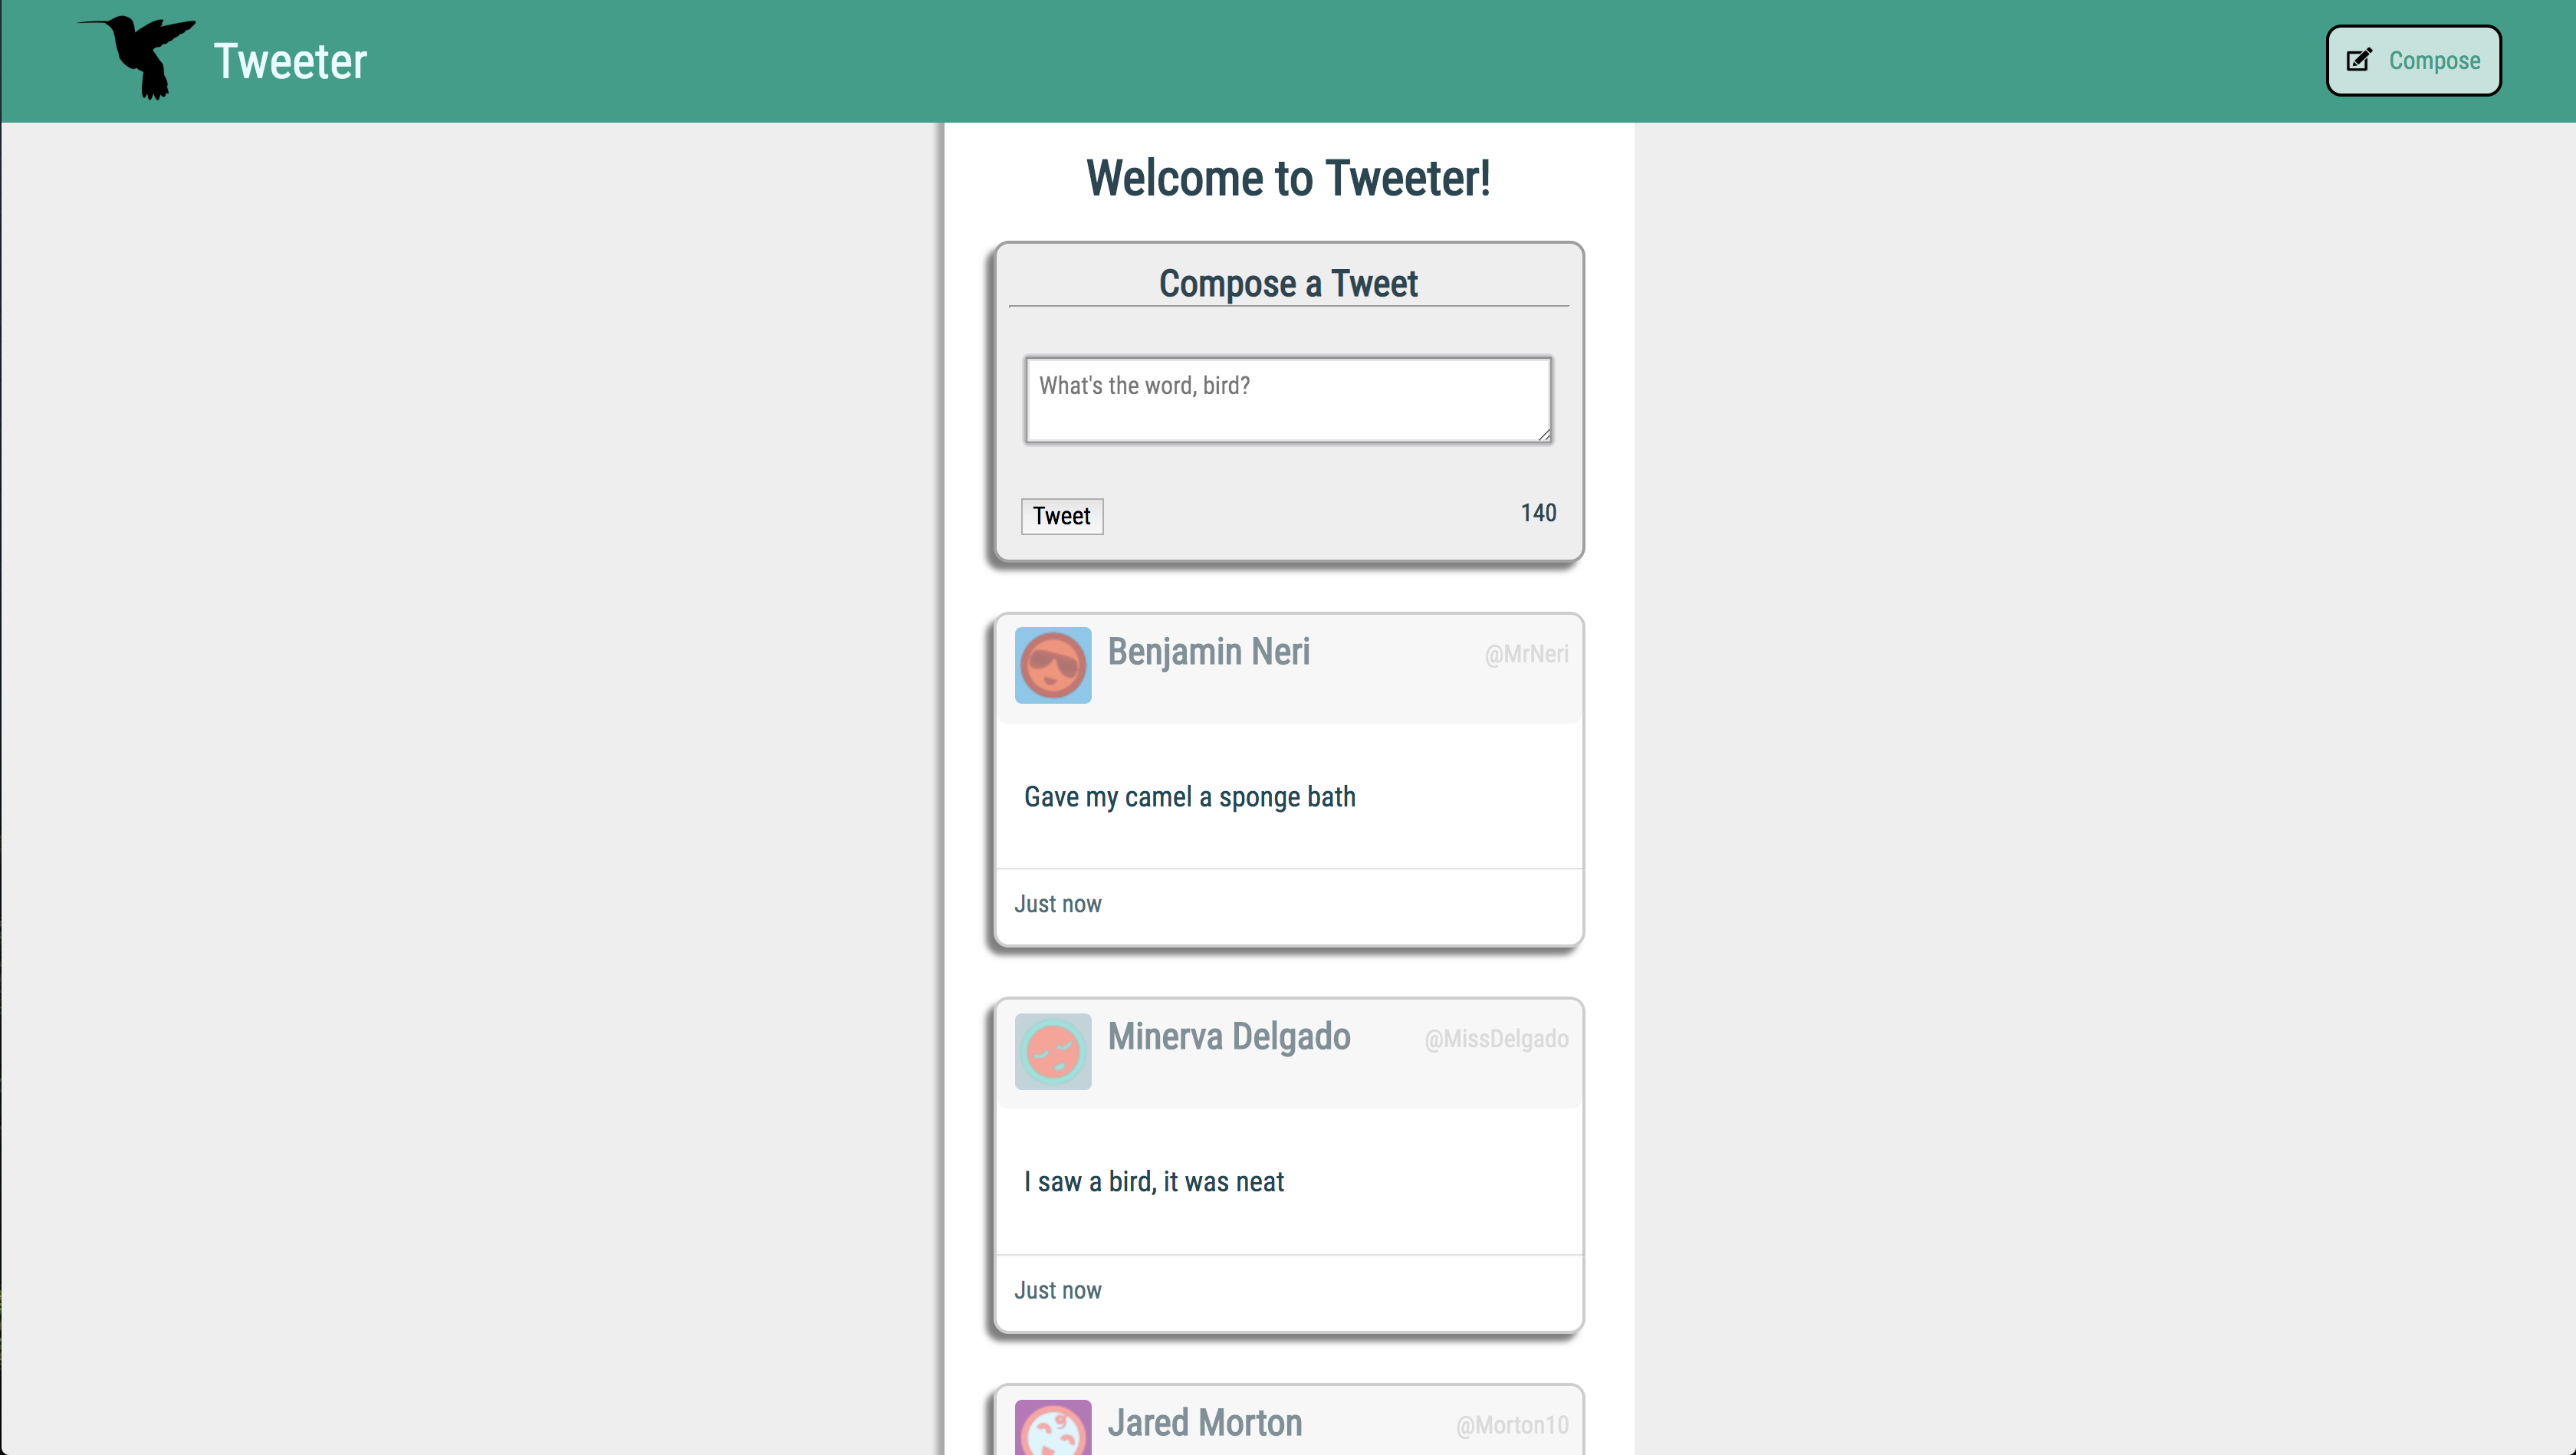 Tweeter
Compose
Welcome to Tweeter!
Compose a Tweet
What's the word, bird?
Tweet
140
Benjamin Neri
@MrNeri
Gave my camel a sponge bath
Just now
Minerva Delgado
@MissDelgado
I saw a bird, it was neat
Just now
Jared Morton
@Morton10